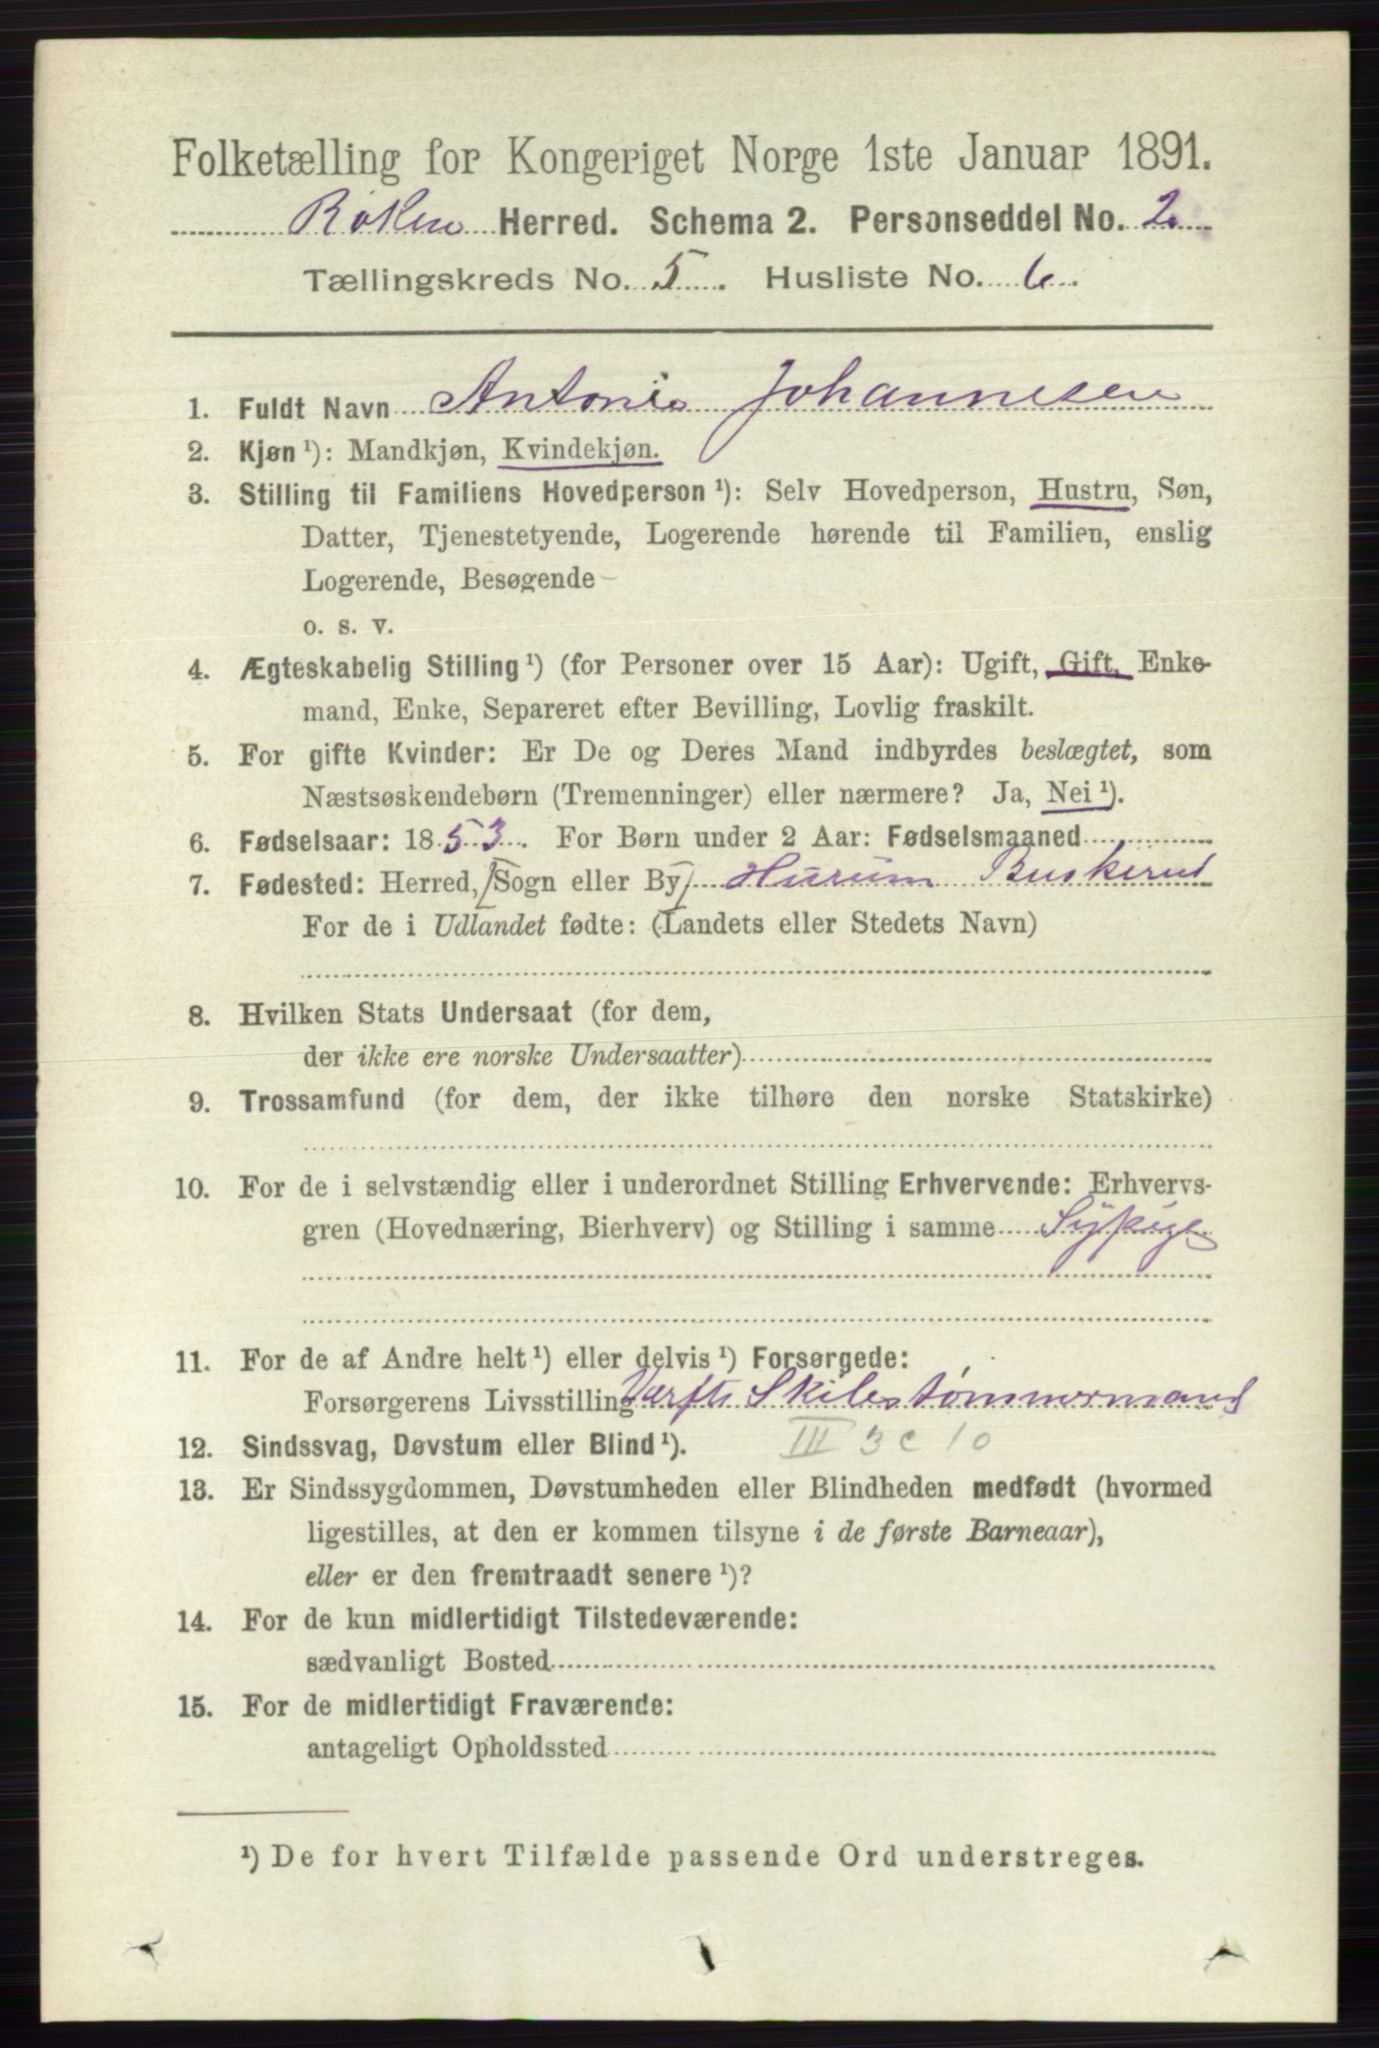 Folketælling for Kongeriget Norge 1ste Januar 1891.
Røken Herred. Schema 2. Personseddel No. 2
Tællingskreds No. 5. Husliste No. 6.
1. Fuldt Navn Antonie Johannesen
2. Kjøn ¹): Mandkjøn, Kvindekjøn.
3. Stilling til Familiens Hovedperson ¹): Selv Hovedperson, Hustru, Søn,
Datter, Tjenestetyende, Logerende hørende til Familien, enslig
Logerende, Besøgende
o. s. v.
4. Ægteskabelig Stilling ¹) (for Personer over 15 Aar): Ugift, Gift, Enke-
mand, Enke, Separeret efter Bevilling, Lovlig fraskilt.
5. For gifte Kvinder: Er De og Deres Mand indbyrdes beslægtet, som
Næstsøskendebørn (Tremenninger) eller nærmere? Ja, Nei ¹).
6. Fødselsaar: 1853. For Børn under 2 Aar: Fødselsmaaned
7. Fødested: Herred, [Sogn eller By] Hurum Buskerud
For de i Udlandet fødte: (Landets eller Stedets Navn)
8. Hvilken Stats Undersaat (for dem,
der ikke ere norske Undersaatter)
9. Trossamfund (for dem, der ikke tilhøre den norske Statskirke)
10. For de i selvstændig eller i underordnet Stilling Erhvervende: Erhvervs-
gren (Hovednæring, Bierhverv) og Stilling i samme Sypige
11. For de af Andre helt ¹) eller delvis ¹) Forsørgede:
Forsørgerens Livsstilling Værfts Skibstømmermand
12. Sindssvag, Døvstum eller Blind ¹). III 3 c 10
13. Er Sindssygdommen, Døvstumheden eller Blindheden medfødt (hvormed
ligestilles, at den er kommen tilsyne i de første Barneaar),
eller er den fremtraadt senere ¹)?
14. For de kun midlertidigt Tilstedeværende:
sædvanligt Bosted
15. For de midlertidigt Fraværende:
antageligt Opholdssted
¹) De for hvert Tilfælde passende Ord understreges.